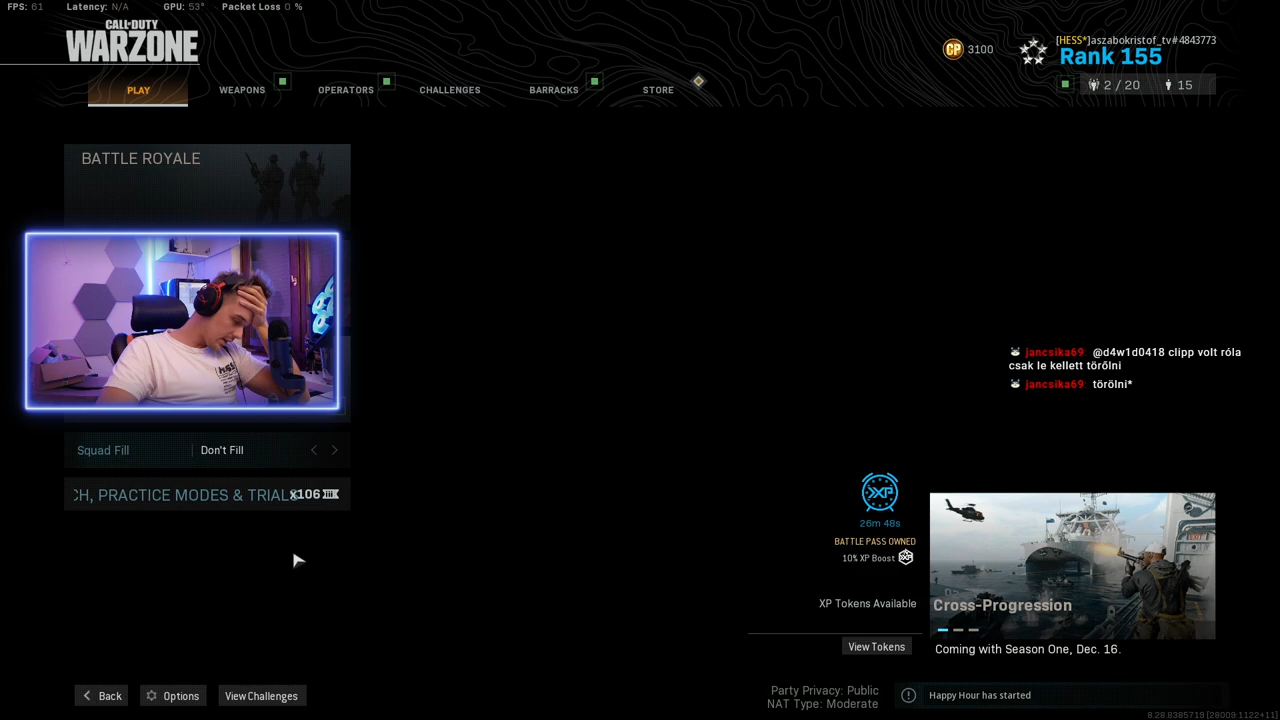 FPS: 61 Latency: N/A GPU: 53° Packet Loss 0 %
CALL OF DUTY
WARZONE
CP 3100
[HESS*]aszabokristof_tv#4843773
Rank 155
2 / 20 15
PLAY WEAPONS OPERATORS CHALLENGES BARRACKS STORE
BATTLE ROYALE
jancsika69 @d4w1d0418 clipp volt róla
csak le kellett törölni
jancsika69 törölni*
Squad Fill Don't Fill
CH, PRACTICE MODES & TRIALS x106
XP
26m 48s
BATTLE PASS OWNED
10% XP Boost
XP Tokens Available
View Tokens
EXIT
Cross-Progression
Coming with Season One, Dec. 16.
Back Options View Challenges
Party Privacy: Public
NAT Type: Moderate
Happy Hour has started